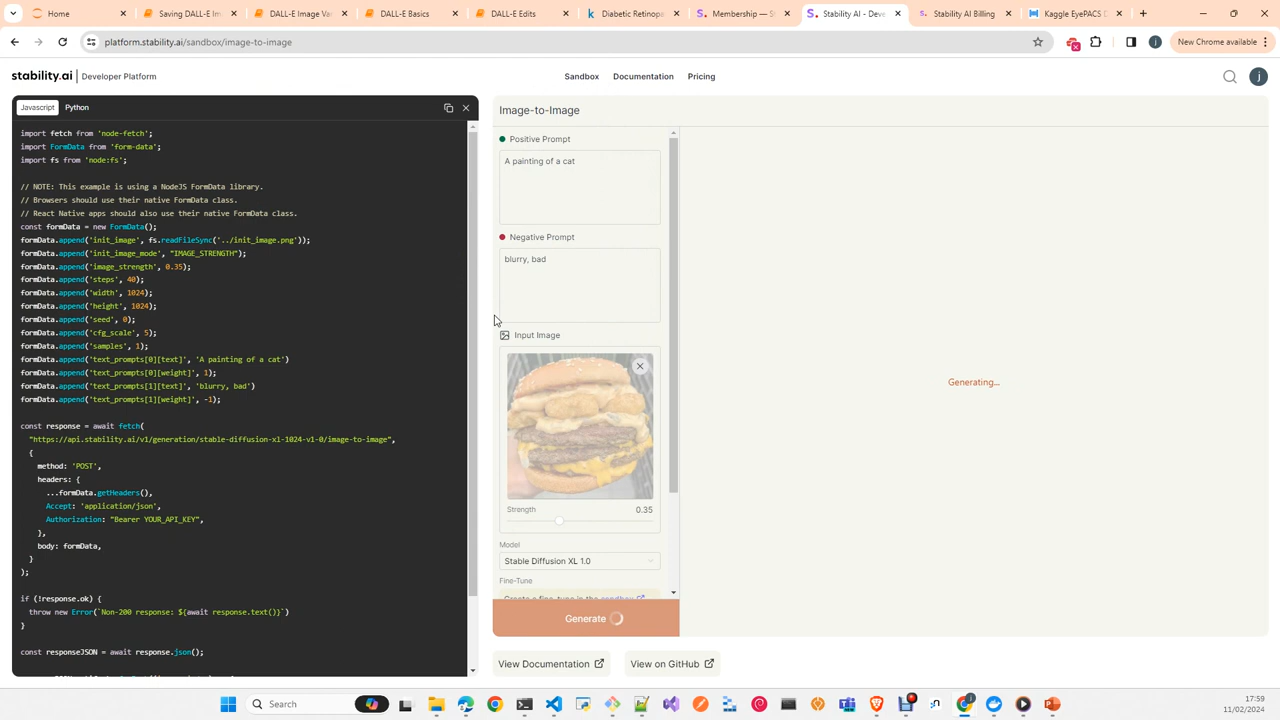 Home
Saving DALL-E Im
DALL-E Image Va
DALL-E Basics
DALL-E Edits
Diabetic Retinop
Membership — St
Stability AI - Deve
Stability AI Billing
Kaggle EyePACS D
platform.stability.ai/sandbox/image-to-image
New Chrome available
stability.ai | Developer Platform
Sandbox
Documentation
Pricing
j
Javascript
Python
import fetch from 'node-fetch';
import FormData from 'form-data';
import fs from 'node:fs';
// NOTE: This example is using a NodeJS FormData library.
// Browsers should use their native FormData class.
// React Native apps should also use their native FormData class.
const formData = new FormData();
formData.append('init_image', fs.readFileSync('../init_image.png'));
formData.append('init_image_mode', "IMAGE_STRENGTH");
formData.append('image_strength', 0.35);
formData.append('steps', 40);
formData.append('width', 1024);
formData.append('height', 1024);
formData.append('seed', 0);
formData.append('cfg_scale', 5);
formData.append('samples', 1);
formData.append('text_prompts[0][text]', 'A painting of a cat')
formData.append('text_prompts[0][weight]', 1);
formData.append('text_prompts[1][text]', 'blurry, bad')
formData.append('text_prompts[1][weight]', -1);
const response = await fetch(
"https://api.stability.ai/v1/generation/stable-diffusion-xl-1024-v1-0/image-to-image",
{
method: 'POST',
headers: {
...formData.getHeaders(),
Accept: 'application/json',
Authorization: "Bearer YOUR_API_KEY",
},
body: formData,
}
);
if (!response.ok) {
throw new Error(`Non-200 response: ${await response.text()}`)
}
const responseJSON = await response.json();
Image-to-Image
Positive Prompt
A painting of a cat
Negative Prompt
blurry, bad
Input Image
Strength 0.35
Model
Stable Diffusion XL 1.0
Fine-Tune
Create a fine-tune in the sandbox
Generate
Generating...
View Documentation
View on GitHub
Search
17:59
11/02/2024